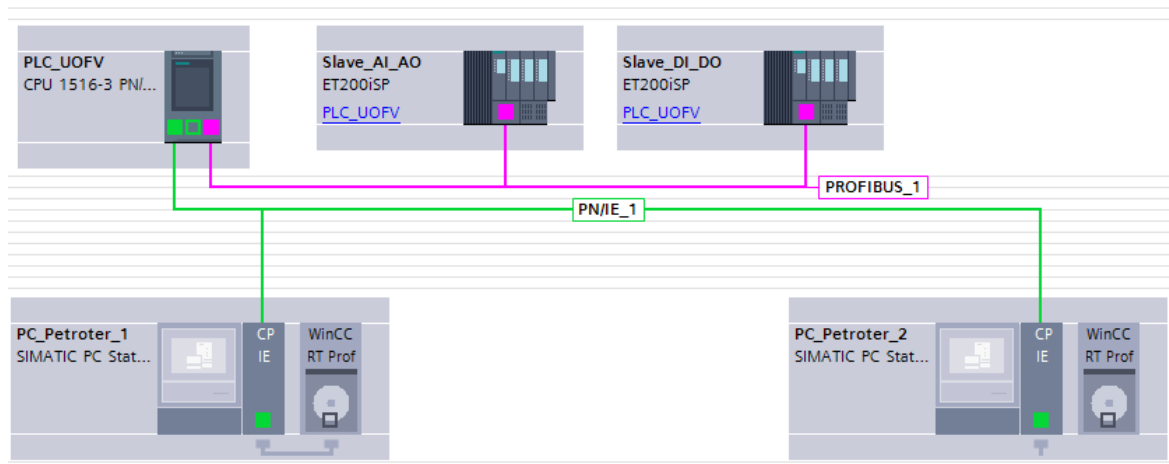 PLC_UOFV
CPU 1516-3 PN/...
Slave_AI_AO
ET200iSP
PLC_UOFV
Slave_DI_DO
ET200iSP
PLC_UOFV
PROFIBUS_1
PN/IE_1
PC_Petroter_1
SIMATIC PC Stat...
CP
IE
WinCC
RT Prof
PC_Petroter_2
SIMATIC PC Stat...
CP
IE
WinCC
RT Prof